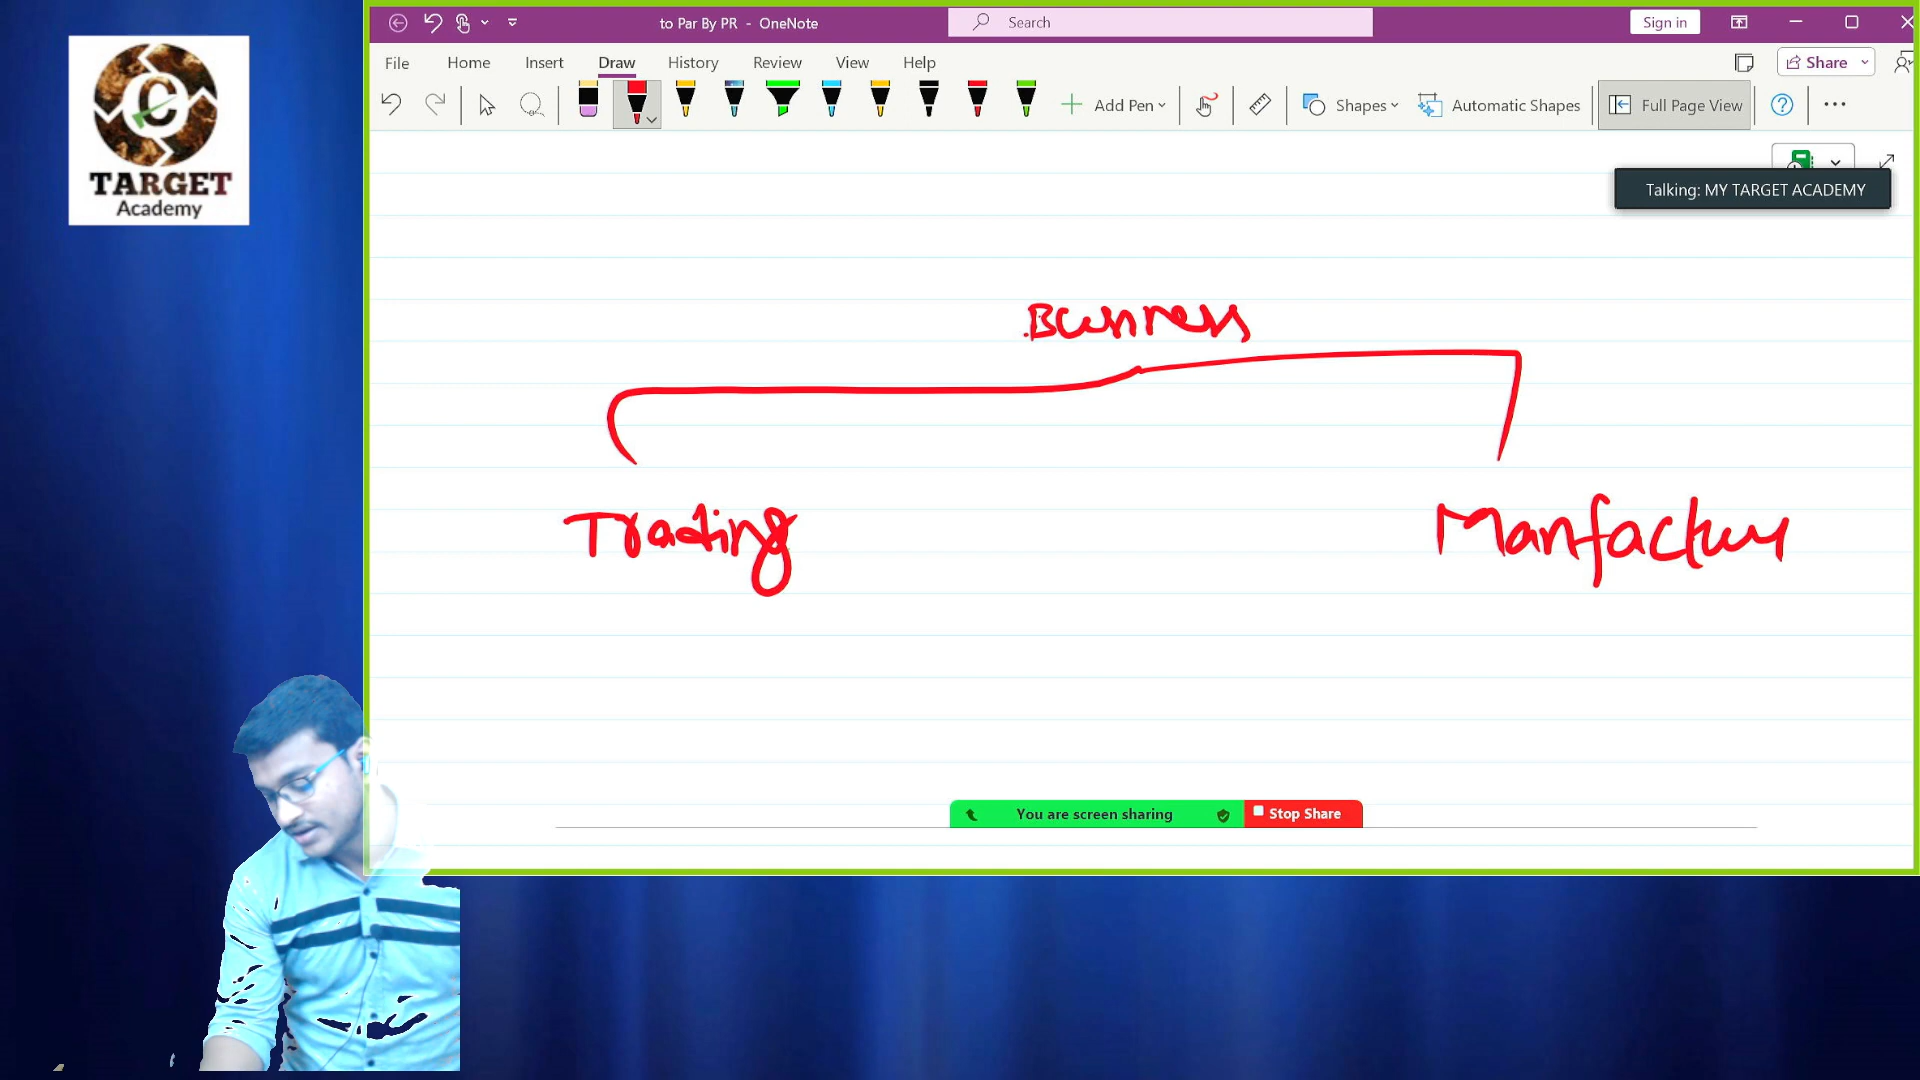 to Par By PR - OneNote
Search
Sign in
File Home Insert Draw History Review View Help
Share
Add Pen
Shapes
Automatic Shapes
Full Page View
Talking: MY TARGET ACADEMY
C
TARGET
Academy
Business
Trading
Manfacture
You are screen sharing
Stop Share